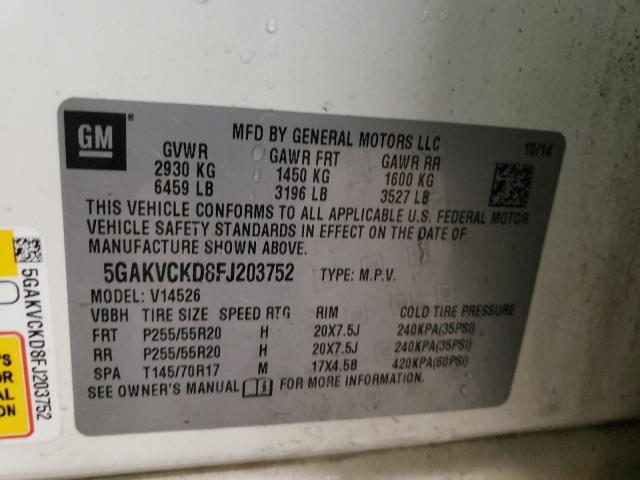 GM ®
MFD BY GENERAL MOTORS LLC 10/14
GVWR GAWR FRT GAWR RR
2930 KG 1450 KG 1600 KG
6459 LB 3196 LB 3527 LB
THIS VEHICLE CONFORMS TO ALL APPLICABLE U.S. FEDERAL MOTOR
VEHICLE SAFETY STANDARDS IN EFFECT ON THE DATE OF
MANUFACTURE SHOWN ABOVE.
5GAKVCKD8FJ203752 TYPE: M.P.V.
MODEL: V14526
VBBH TIRE SIZE SPEED RTG RIM COLD TIRE PRESSURE
FRT P255/55R20 H 20X7.5J 240KPA(35PSI)
RR P255/55R20 H 20X7.5J 240KPA(35PSI)
SPA T145/70R17 M 17X4.5B 420KPA(60PSI)
SEE OWNER'S MANUAL FOR MORE INFORMATION.
5GAKVCKD8FJ203752
S IS
OR
AL
ION